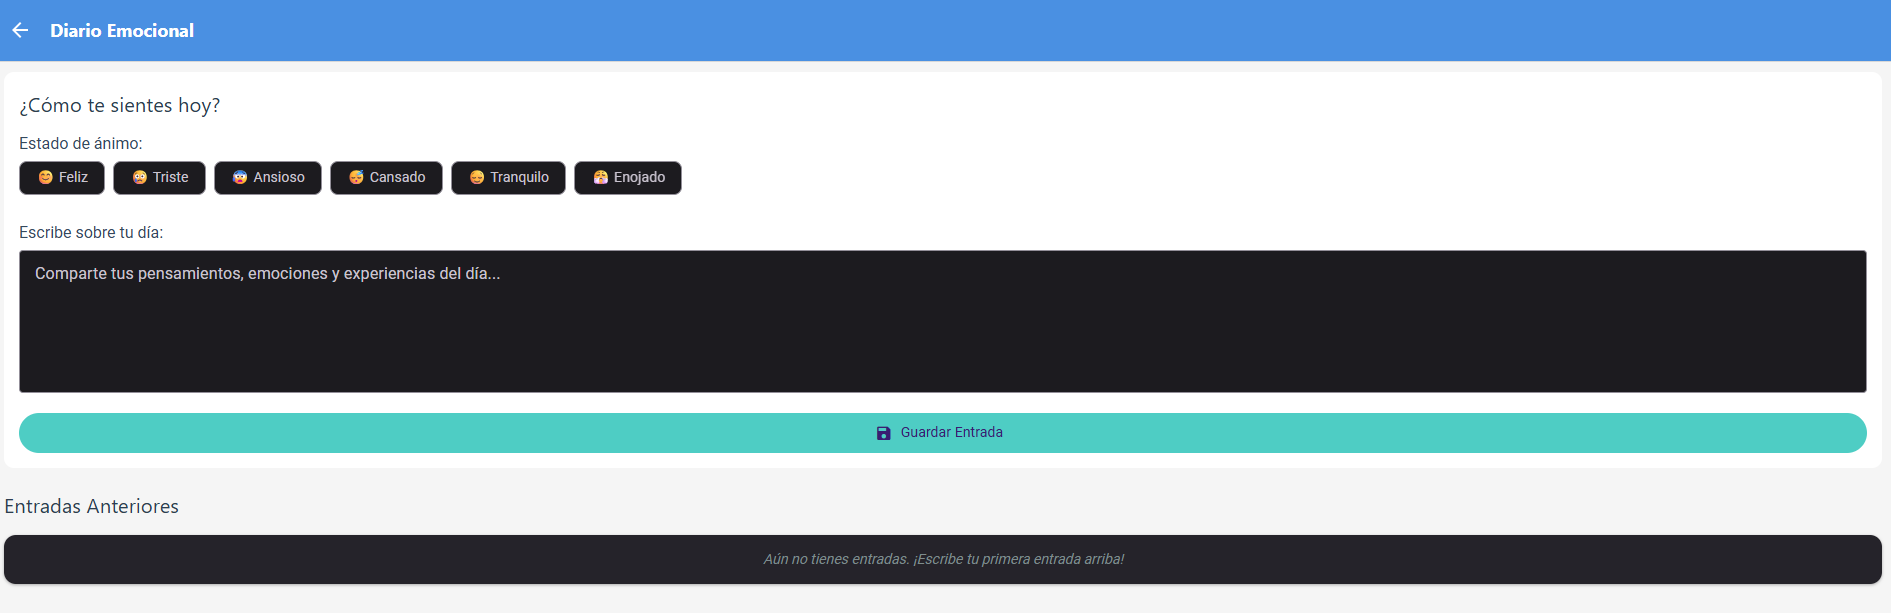 Diario Emocional
¿Cómo te sientes hoy?
Estado de ánimo:
😊 Feliz 😢 Triste 😰 Ansioso 😴 Cansado 😌 Tranquilo 😤 Enojado
Escribe sobre tu día:
Comparte tus pensamientos, emociones y experiencias del día...
Guardar Entrada
Entradas Anteriores
Aún no tienes entradas. ¡Escribe tu primera entrada arriba!